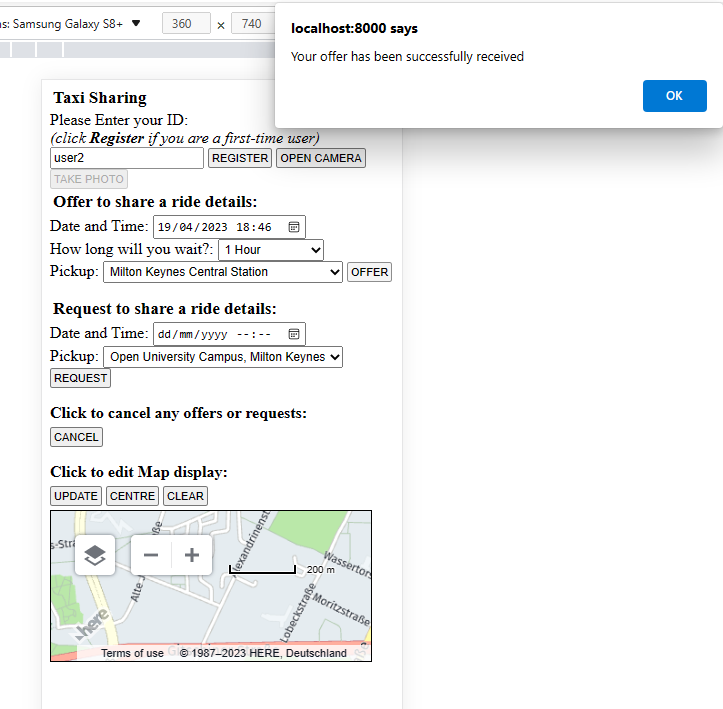 ns: Samsung Galaxy S8+ ▼ 360 × 740
localhost:8000 says
Your offer has been successfully received
OK
Taxi Sharing
Please Enter your ID:
(click Register if you are a first-time user)
user2 REGISTER OPEN CAMERA
TAKE PHOTO
Offer to share a ride details:
Date and Time: 19/04/2023 18:46
How long will you wait?: 1 Hour
Pickup: Milton Keynes Central Station OFFER
Request to share a ride details:
Date and Time: dd/mm/yyyy --:--
Pickup: Open University Campus, Milton Keynes
REQUEST
Click to cancel any offers or requests:
CANCEL
Click to edit Map display:
UPDATE CENTRE CLEAR
200 m
Wassertors
Moritzstraße
Lobeckstraße
Alte J
here
Terms of use © 1987–2023 HERE, Deutschland